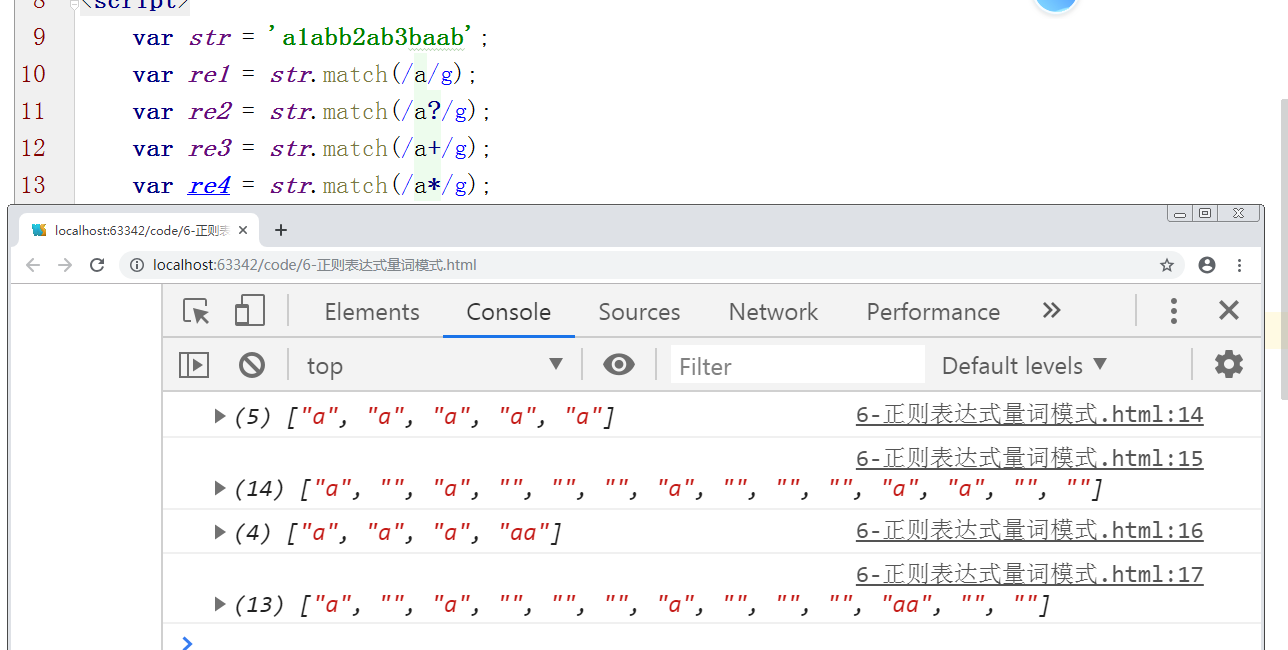 8 <script>
9 var str = 'a1abb2ab3baab';
10 var re1 = str.match(/a/g);
11 var re2 = str.match(/a?/g);
12 var re3 = str.match(/a+/g);
13 var re4 = str.match(/a*/g);
localhost:63342/code/6-正则表
localhost:63342/code/6-正则表达式量词模式.html
Elements Console Sources Network Performance
top Filter Default levels
(5) ["a", "a", "a", "a", "a"] 6-正则表达式量词模式.html:14
6-正则表达式量词模式.html:15
(14) ["a", "", "a", "", "", "", "a", "", "", "", "a", "a", "", ""]
(4) ["a", "a", "a", "aa"] 6-正则表达式量词模式.html:16
6-正则表达式量词模式.html:17
(13) ["a", "", "a", "", "", "", "a", "", "", "", "aa", "", ""]